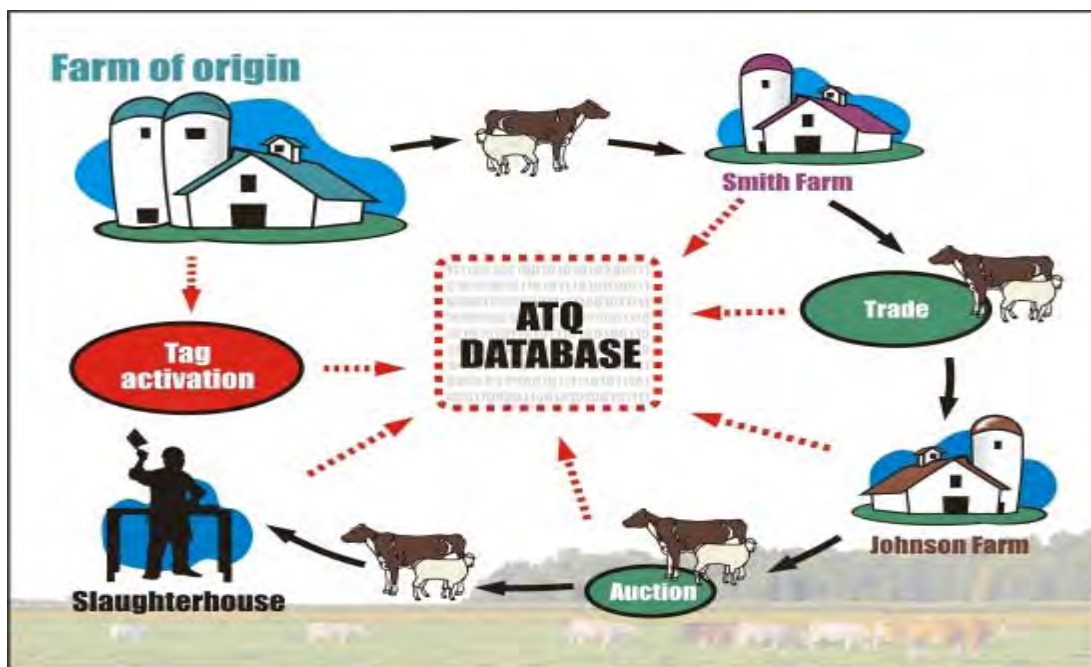 Farm of origin
Smith Farm
ATQ
DATABASE
Trade
Tag
activation
Johnson Farm
Auction
Slaughterhouse